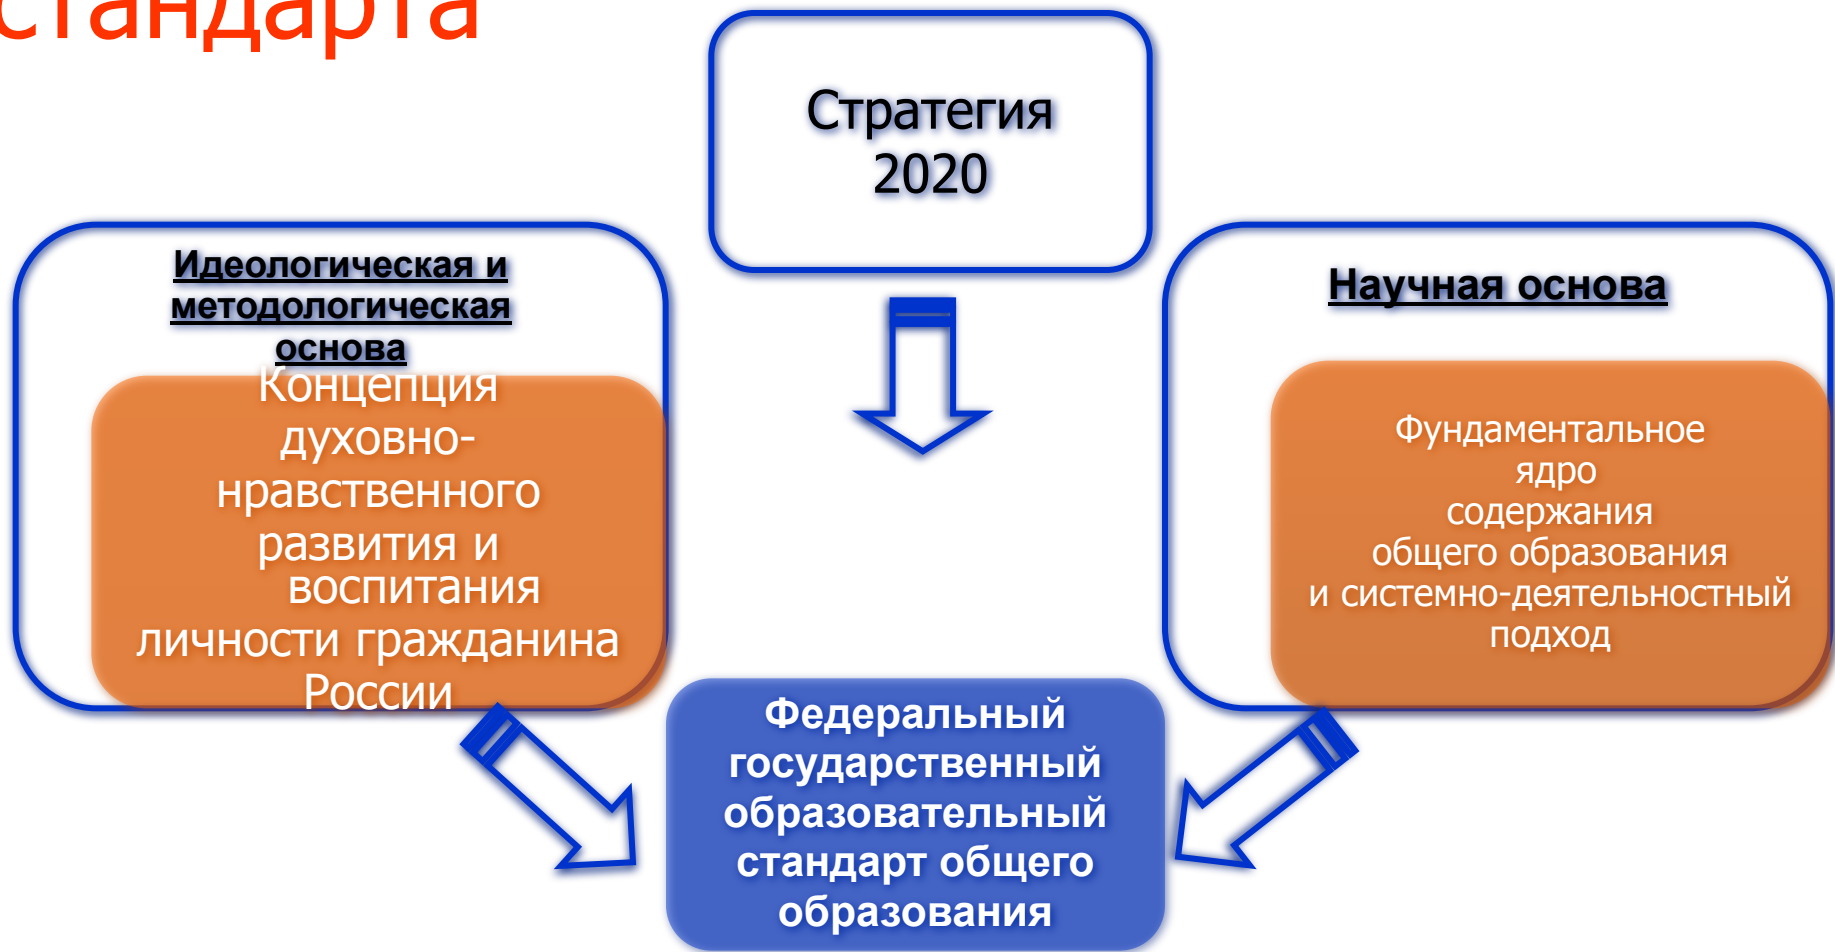 стандарта
Стратегия
2020
Идеологическая и
методологическая
основа
Концепция
духовно-
нравственного
развития и
воспитания
личности гражданина
России
Научная основа
Фундаментальное
ядро
содержания
общего образования
и системно-деятельностный
подход
Федеральный
государственный
образовательный
стандарт общего
образования